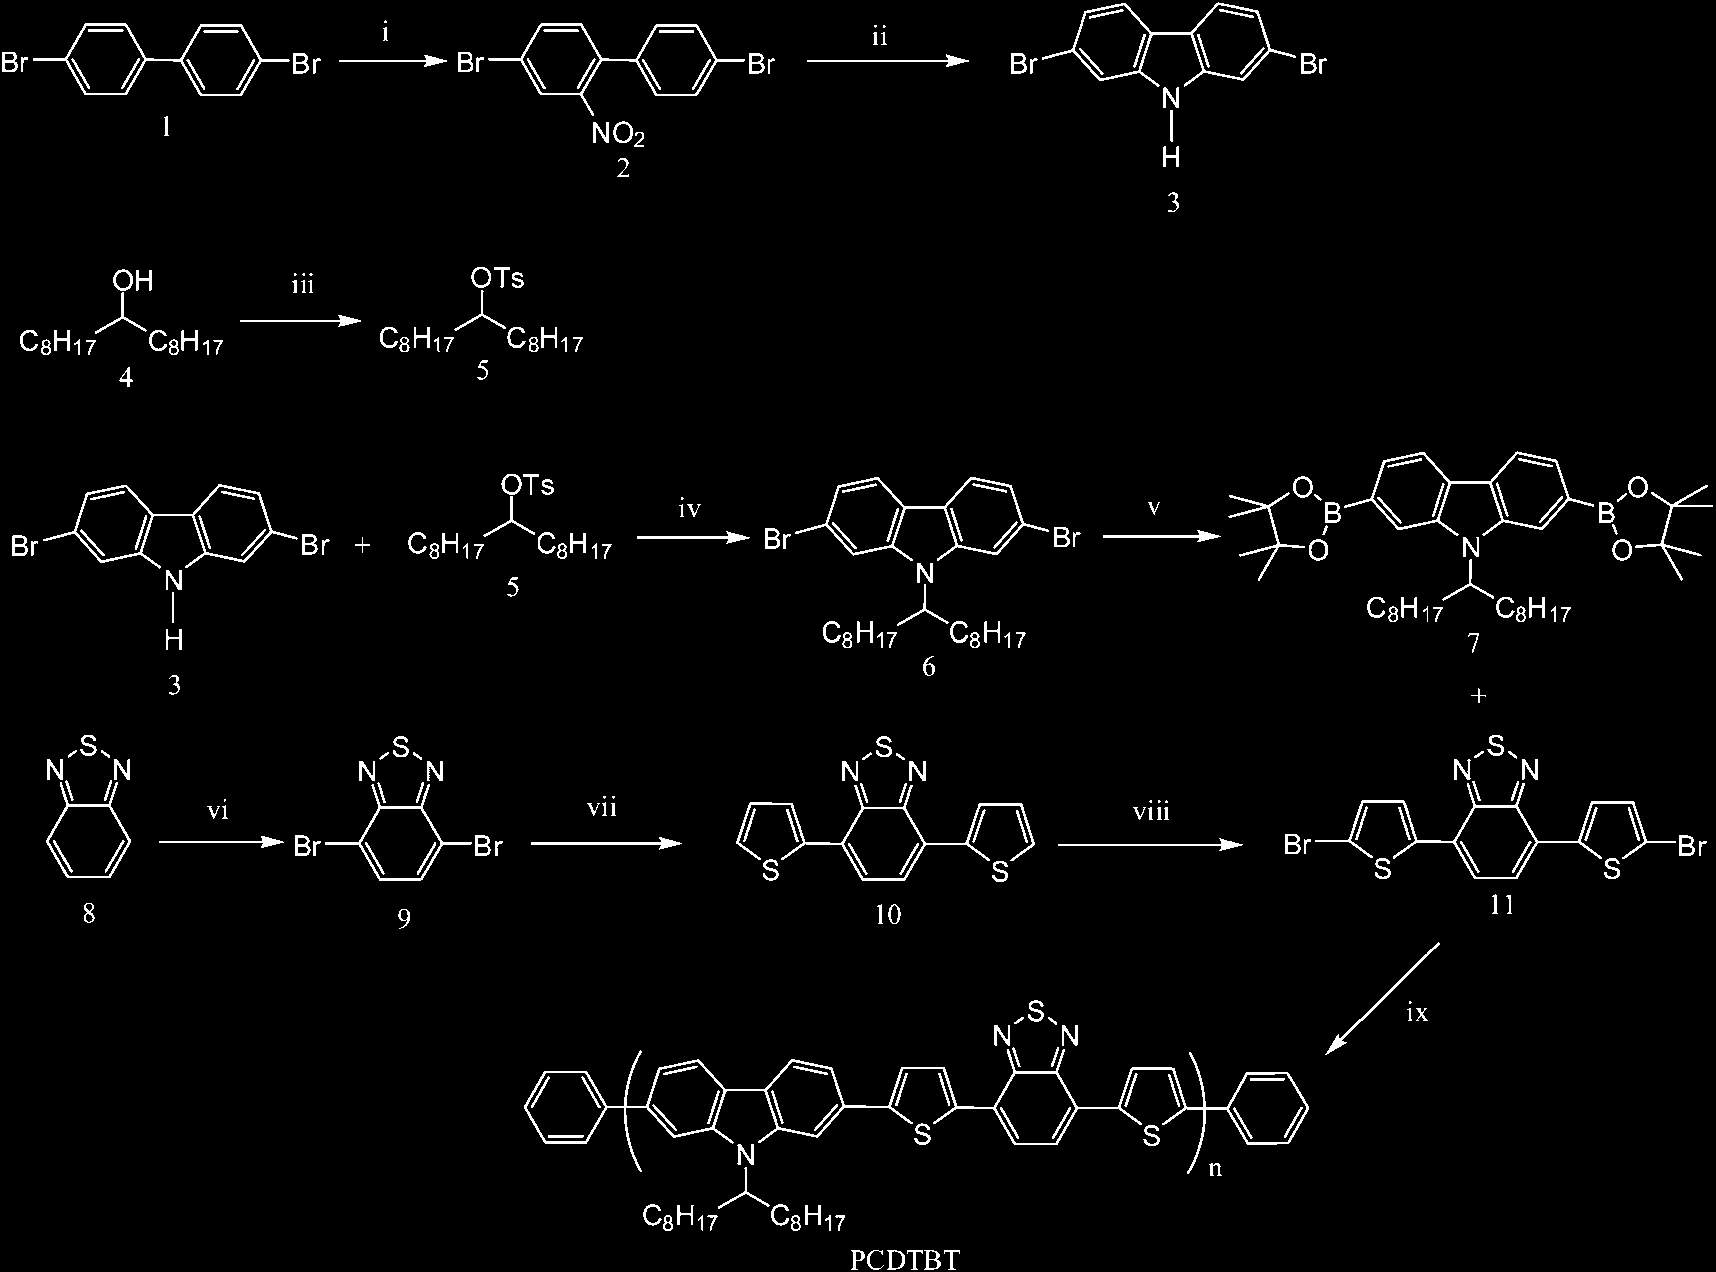 Br Br i Br Br ii Br Br
NO2 N
H
1 2 3
OH iii OTs
C8H17 C8H17 C8H17 C8H17
4 5
Br Br + OTs iv Br Br v O B O B O O
N C8H17 C8H17 N N
H C8H17 C8H17 C8H17 C8H17
3 5 6 7
+
S S S S
N N vi N N vii N N viii N N
Br Br S S Br S S Br
8 9 10 11
ix
S
N N
S S
N n
C8H17 C8H17
PCDTBT